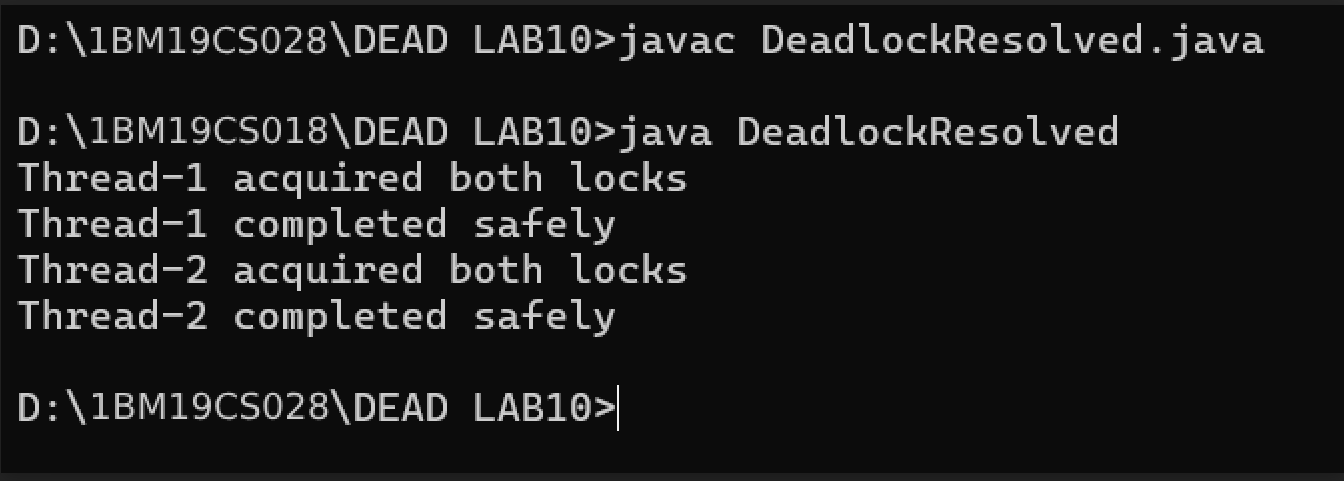 D:\1BM19CS028\DEAD LAB10>javac DeadlockResolved.java
D:\1BM19CS018\DEAD LAB10>java DeadlockResolved
Thread-1 acquired both locks
Thread-1 completed safely
Thread-2 acquired both locks
Thread-2 completed safely
D:\1BM19CS028\DEAD LAB10>